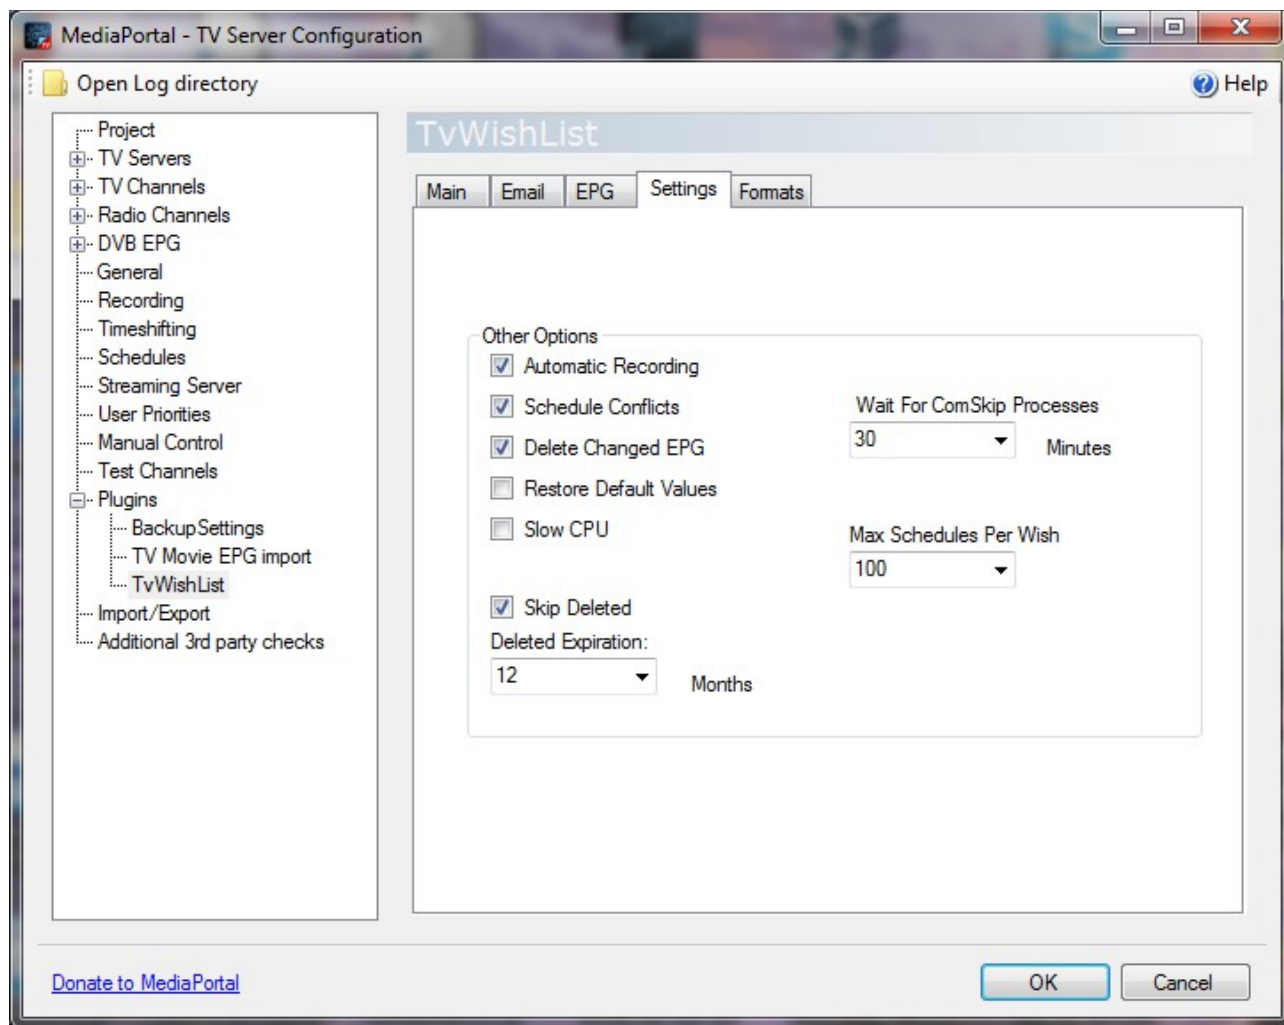 MediaPortal - TV Server Configuration
Open Log directory
Help
Project
TV Servers
TV Channels
Radio Channels
DVB EPG
General
Recording
Timeshifting
Schedules
Streaming Server
User Priorities
Manual Control
Test Channels
Plugins
BackupSettings
TV Movie EPG import
TvWishList
Import/Export
Additional 3rd party checks
TvWishList
Main Email EPG Settings Formats
Other Options
Automatic Recording
Schedule Conflicts
Delete Changed EPG
Restore Default Values
Slow CPU
Skip Deleted
Deleted Expiration:
12 Months
Wait For ComSkip Processes
30 Minutes
Max Schedules Per Wish
100
Donate to MediaPortal
OK Cancel